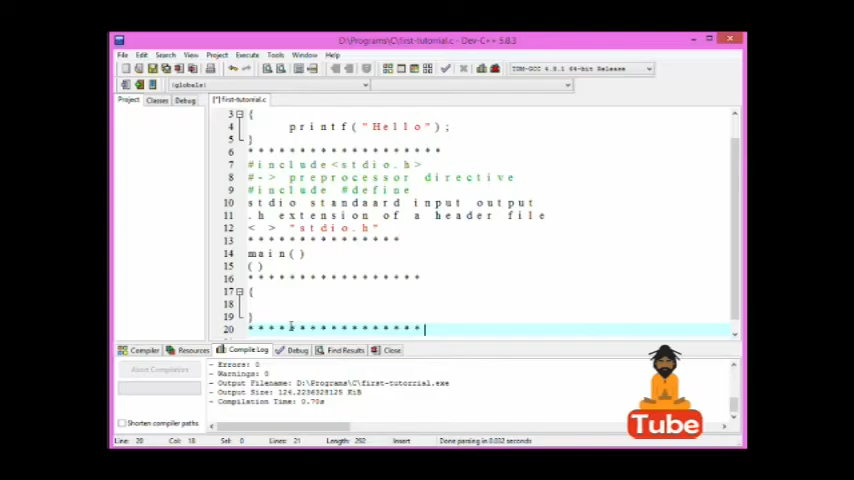 D:\Programs\C\first-tutorrial.c - Dev-C++ 5.8.3
File Edit Search View Project Execute Tools Window Help
TDM-GCC 4.8.1 64-bit Release
(globals)
Project Classes Debug
[*] first-tutorrial.c
3 {
4 printf("Hello");
5 }
6 *******************
7 #include<stdio.h>
8 #-> preprocessor directive
9 #include #define
10 stdio standaard input output
11 .h extension of a header file
12 < > "stdio.h"
13 ***************
14 main()
15 ()
16 *****************
17 {
18
19 }
20 *****************
Compiler Resources Compile Log Debug Find Results Close
Abort Compilation
Shorten compiler paths
- Errors: 0
- Warnings: 0
- Output Filename: D:\Programs\C\first-tutorrial.exe
- Output Size: 124.2236328125 KiB
- Compilation Time: 0.70s
Tube
Line: 20 Col: 18 Sel: 0 Lines: 21 Length: 292 Insert Done parsing in 0.032 seconds